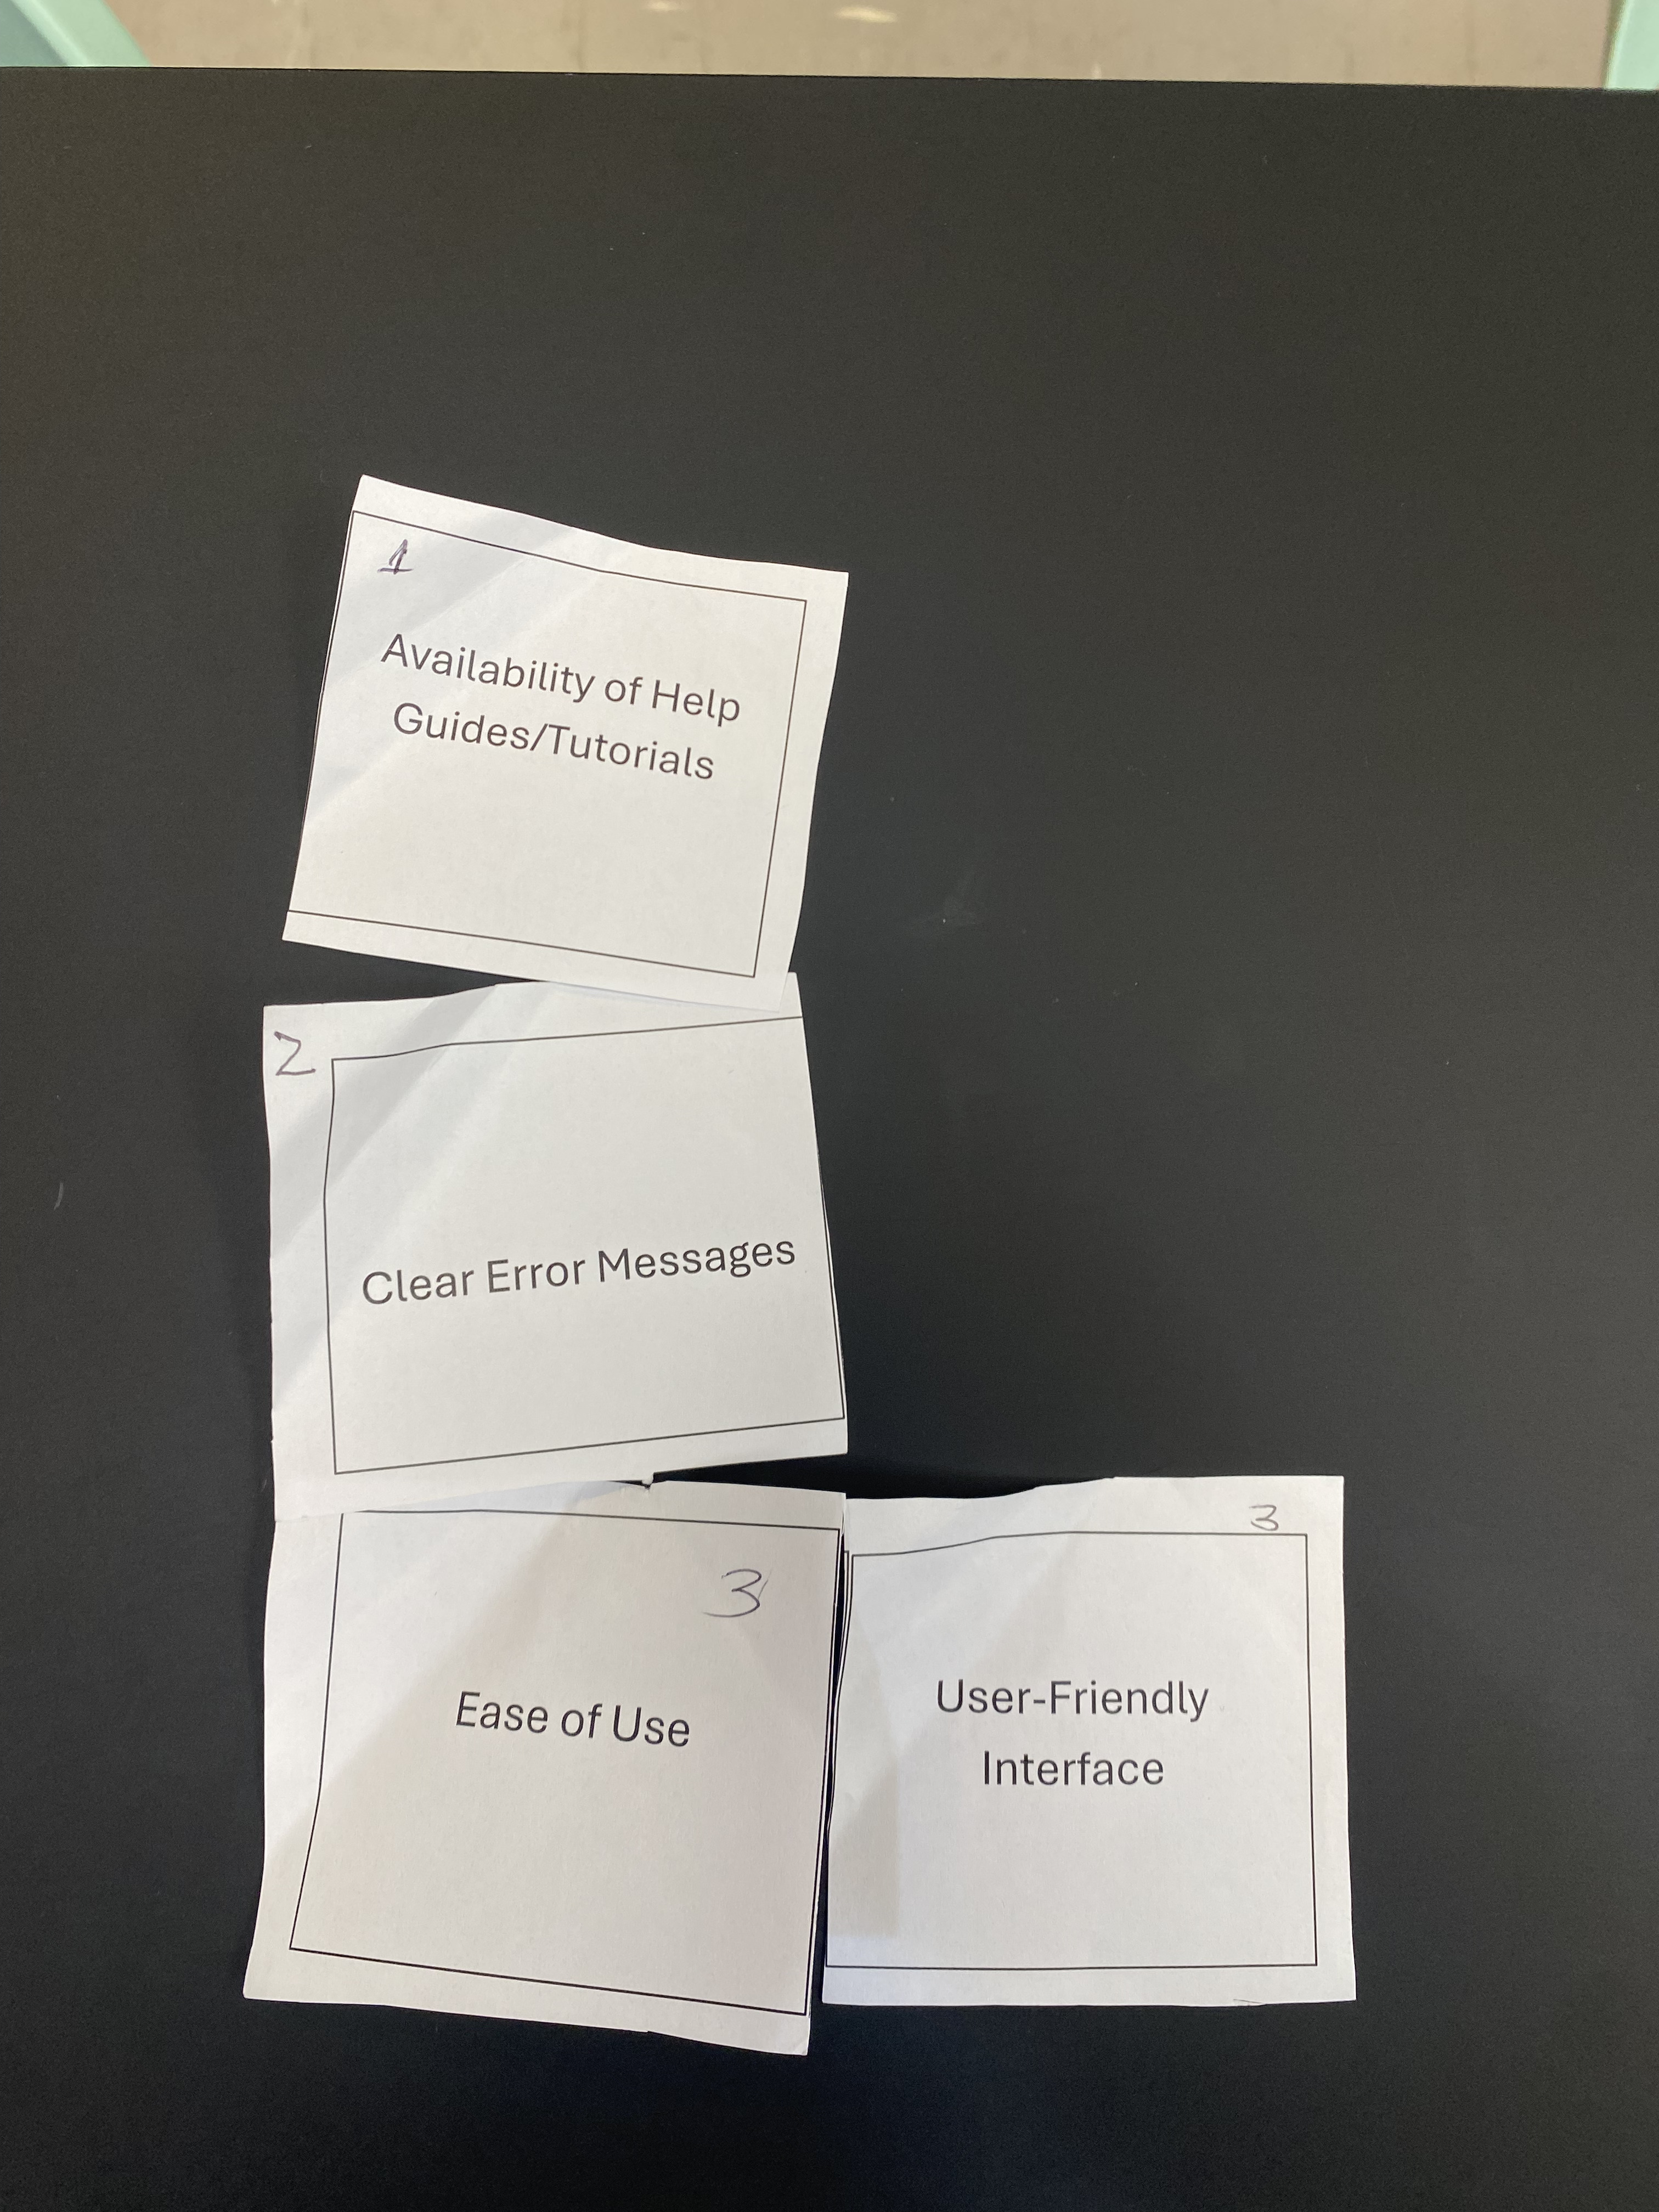 1
Availability of Help
Guides/Tutorials
2
Clear Error Messages
3
Ease of Use
3
User-Friendly
Interface